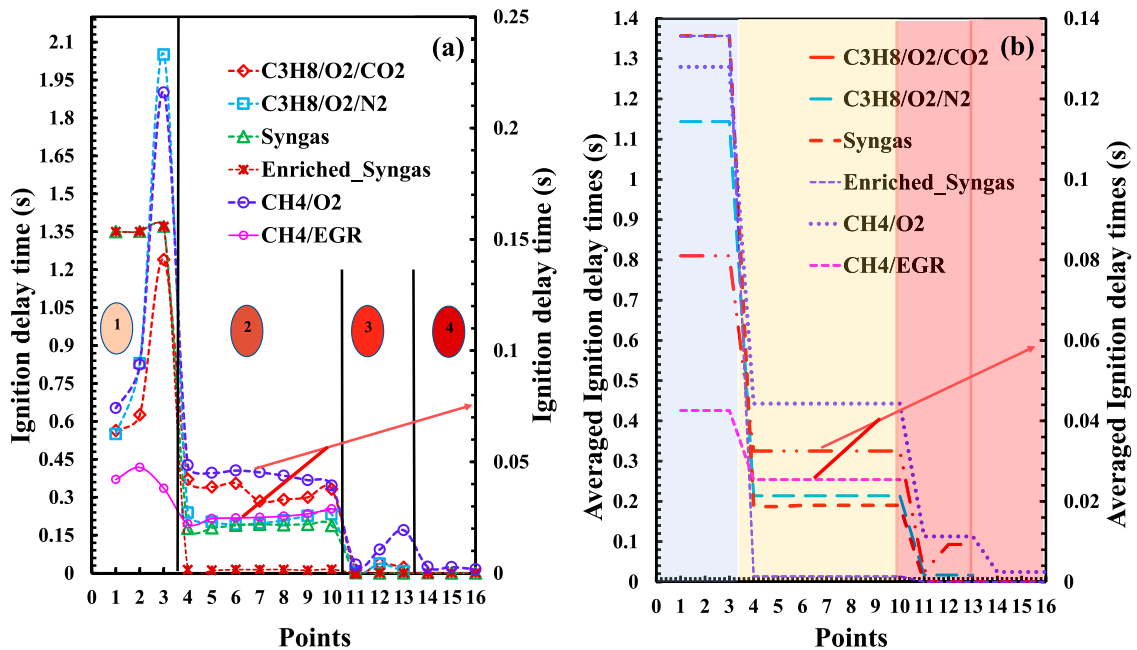 (a)
Ignition delay time (s)
2.1
1.95
1.8
1.65
1.5
1.35
1.2
1.05
0.9
0.75
0.6
0.45
0.3
0.15
0
C3H8/O2/CO2
C3H8/O2/N2
Syngas
Enriched_Syngas
CH4/O2
CH4/EGR
1
2
3
4
0.25
0.2
0.15
0.1
0.05
0
Ignition delay time (s)
0 1 2 3 4 5 6 7 8 9 10 11 12 13 14 15 16
Points
(b)
Averaged Ignition delay times (s)
1.4
1.3
1.2
1.1
1
0.9
0.8
0.7
0.6
0.5
0.4
0.3
0.2
0.1
0
C3H8/O2/CO2
C3H8/O2/N2
Syngas
Enriched_Syngas
CH4/O2
CH4/EGR
0.14
0.12
0.1
0.08
0.06
0.04
0.02
0
Averaged Ignition delay times (s)
0 1 2 3 4 5 6 7 8 9 10 11 12 13 14 15 16
Points